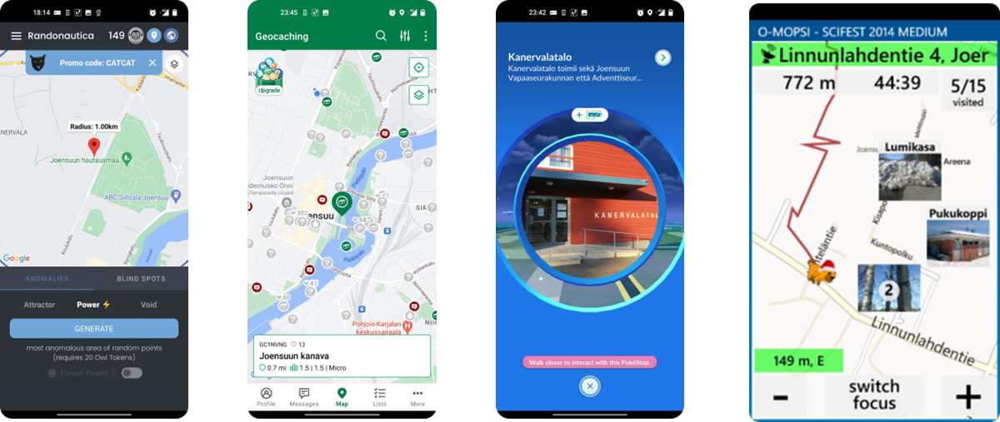 18:14
Randonautica
149
Promo code: CATCAT
Radius: 1.00km
Joensuun hautausmaa
ABC Siihtala Joensuu
Google
ANOMALIES
BLIND SPOTS
Attractor
Power
Void
GENERATE
most anomalous area of random points
(requires 20 Owl Tokens)
Flower Power
23:45
Geocaching
Upgrade
Joensuun
Temporarily closed
ensuu
Pielisjoki
Pielisjoki
Pohjois-Karjalan
keskussairaala
GC1NVNG 13
Joensuun kanava
0.7 mi 1.5 | 1.5 | Micro
Profile
Messages
Map
Lists
More
23:42
Kanervalatalo
Kanervalatalo toimii sekä Joensuun
Vapaaseurakunnan että Adventtiseur...
+
KANERVALATAL
Walk closer to interact with this PokéStop.
O-MOPSI - SCIFEST 2014 MEDIUM
Linnunlahdentie 4, Joer
772 m
44:39
5/15
visited
Joensu
Lumikasa
Areena
Pukukoppi
Kuntopolku
2
Linnunlahdentie
149 m, E
-
switch
focus
+